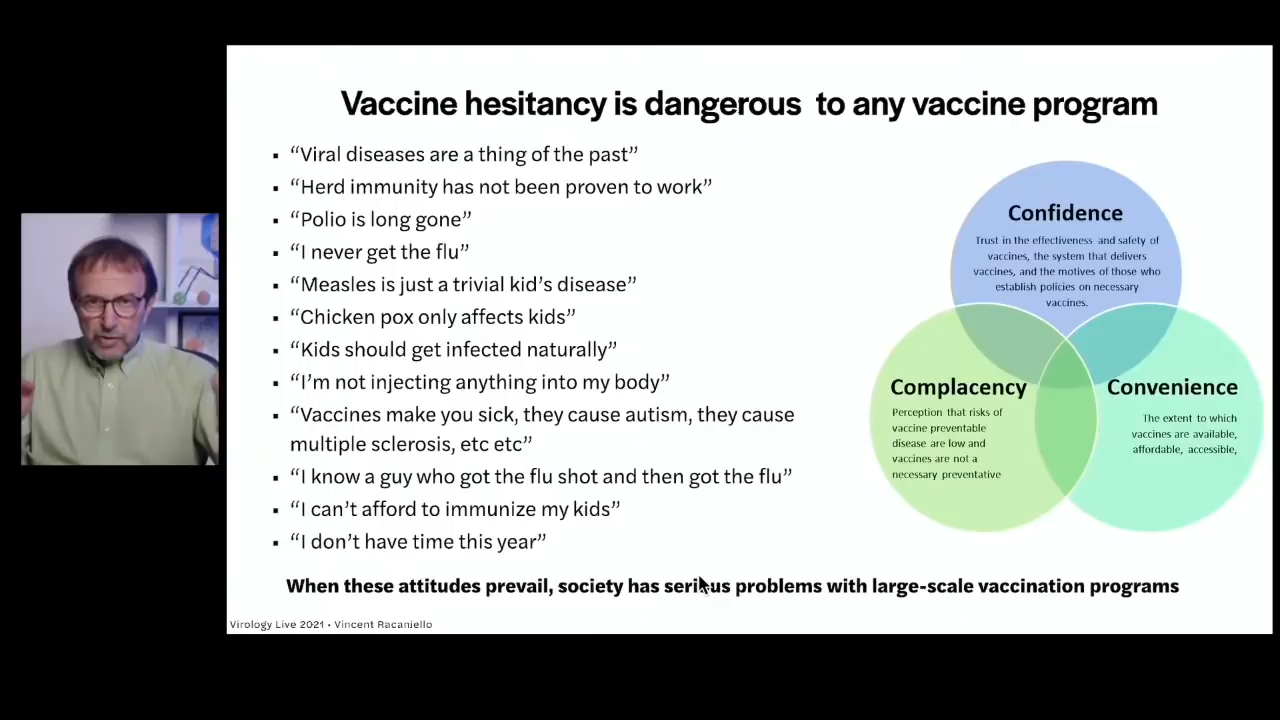 Vaccine hesitancy is dangerous to any vaccine program
▪ “Viral diseases are a thing of the past”
▪ “Herd immunity has not been proven to work”
▪ “Polio is long gone”
▪ “I never get the flu”
▪ “Measles is just a trivial kid’s disease”
▪ “Chicken pox only affects kids”
▪ “Kids should get infected naturally”
▪ “I’m not injecting anything into my body”
▪ “Vaccines make you sick, they cause autism, they cause
multiple sclerosis, etc etc”
▪ “I know a guy who got the flu shot and then got the flu”
▪ “I can’t afford to immunize my kids”
▪ “I don’t have time this year”
Confidence
Trust in the effectiveness and safety of
vaccines, the system that delivers
vaccines, and the motives of those who
establish policies on necessary
vaccines.
Complacency
Perception that risks of
vaccine preventable
disease are low and
vaccines are not a
necessary preventative
Convenience
The extent to which
vaccines are available,
affordable, accessible,
When these attitudes prevail, society has serious problems with large-scale vaccination programs
Virology Live 2021 • Vincent Racaniello